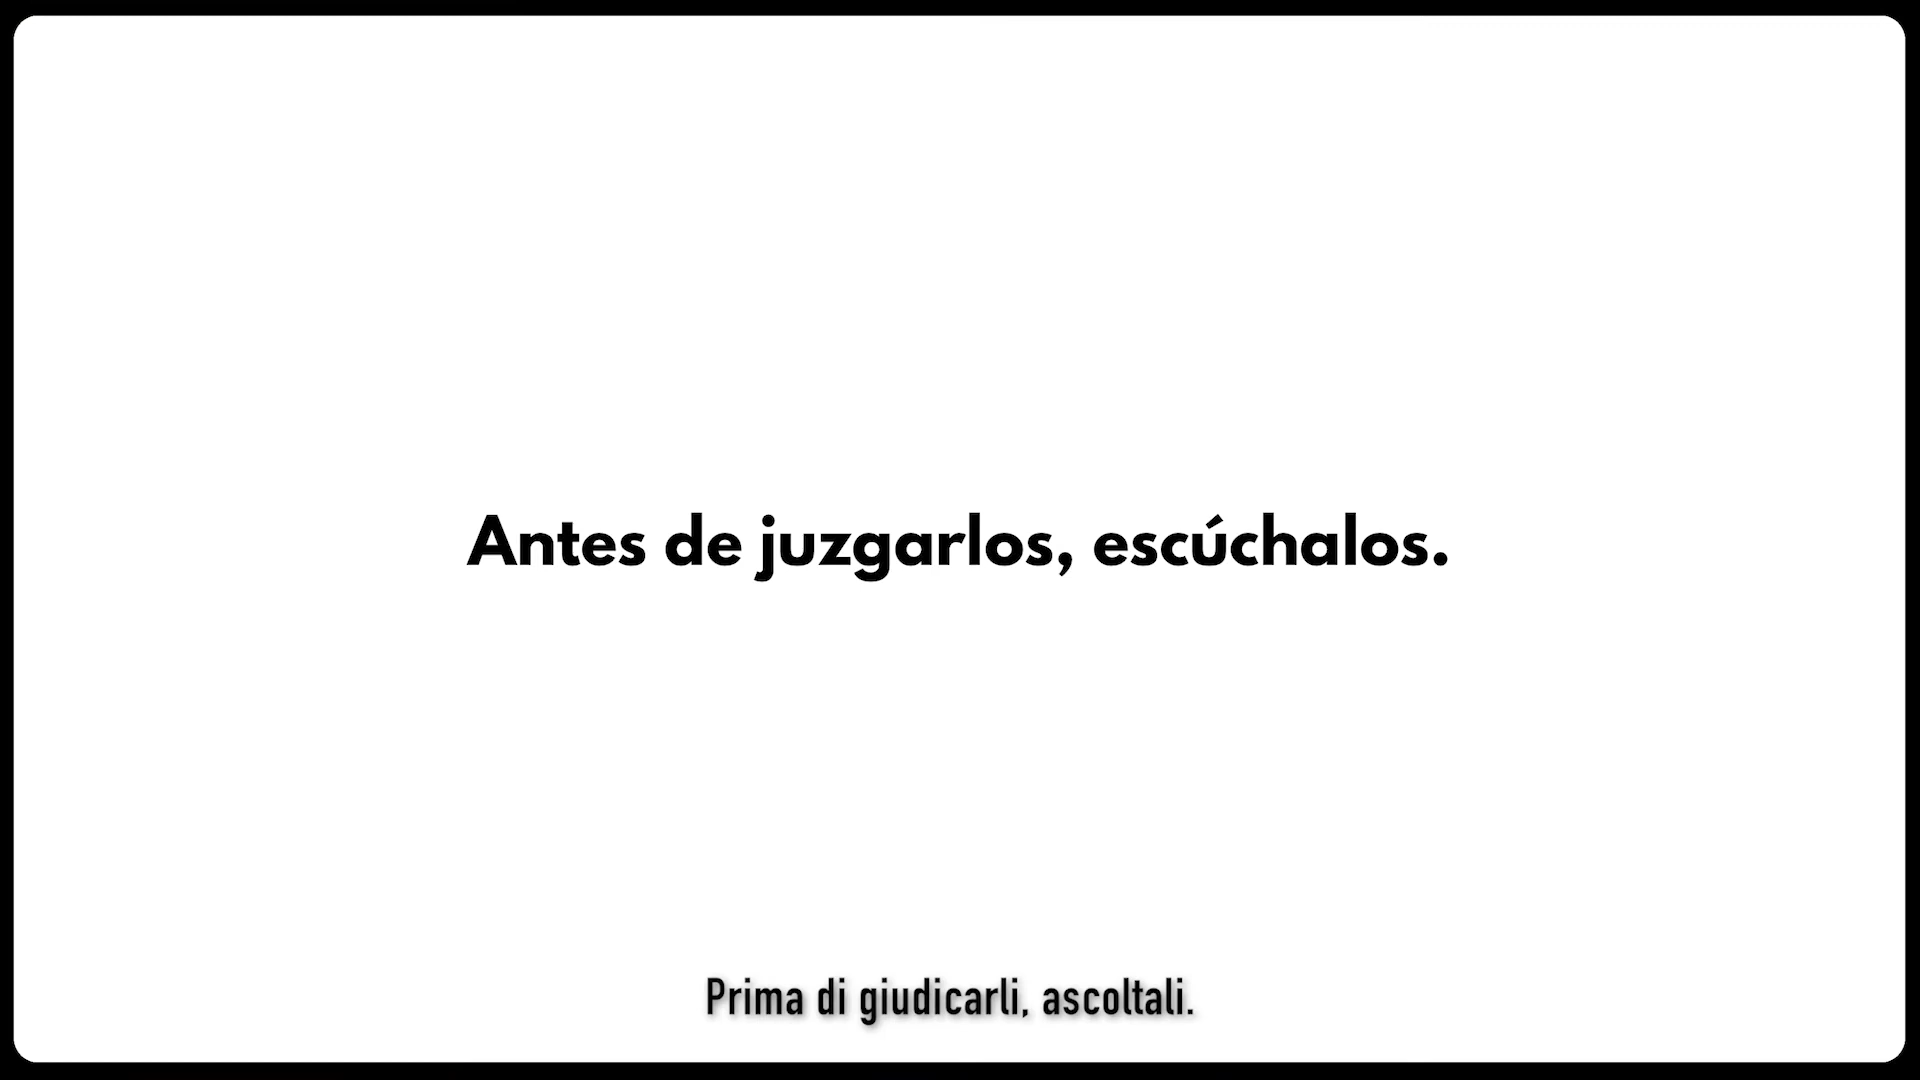 Antes de juzgarlos, escúchalos.
Prima di giudicarli, ascoltali.